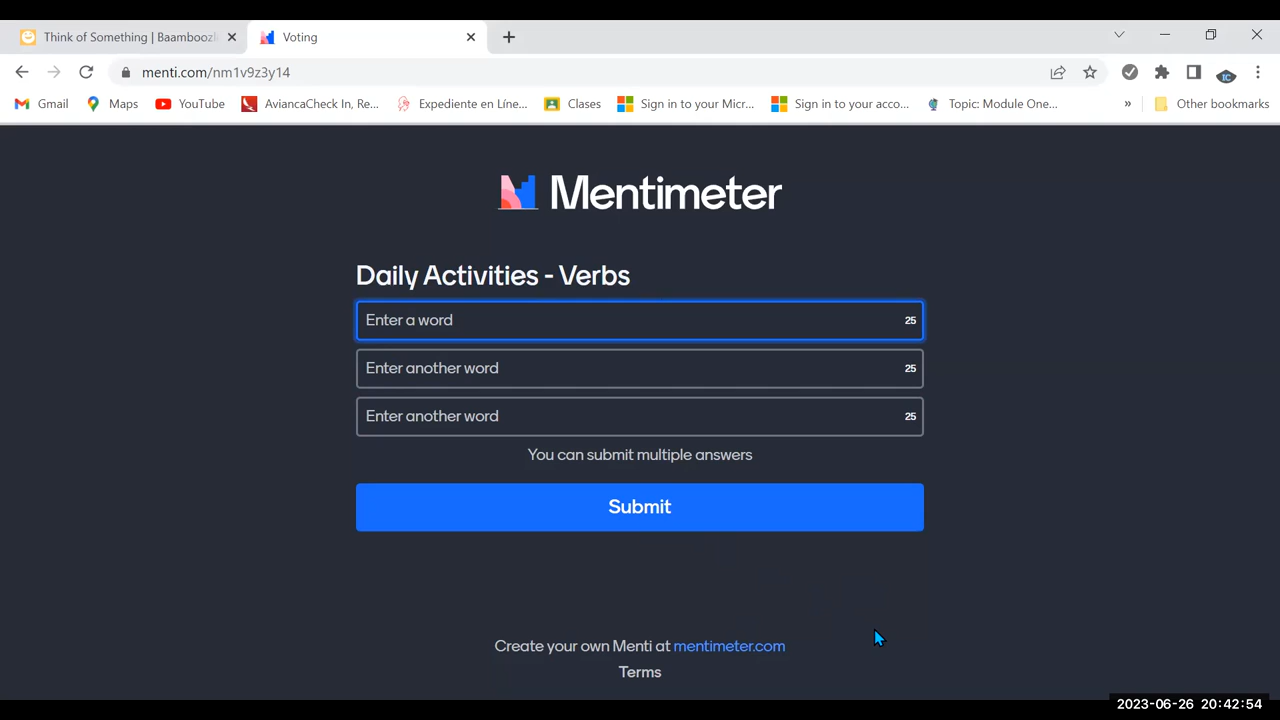 Think of Something | Baambooz
Voting
menti.com/nm1v9z3y14
Gmail
Maps
YouTube
AviancaCheck In, Re...
Expediente en Líne...
Clases
Sign in to your Micr...
Sign in to your acco...
Topic: Module One...
»
Other bookmarks
IC
Mentimeter
Daily Activities - Verbs
Enter a word 25
Enter another word 25
Enter another word 25
You can submit multiple answers
Submit
Create your own Menti at mentimeter.com
Terms
2023-06-26 20:42:54